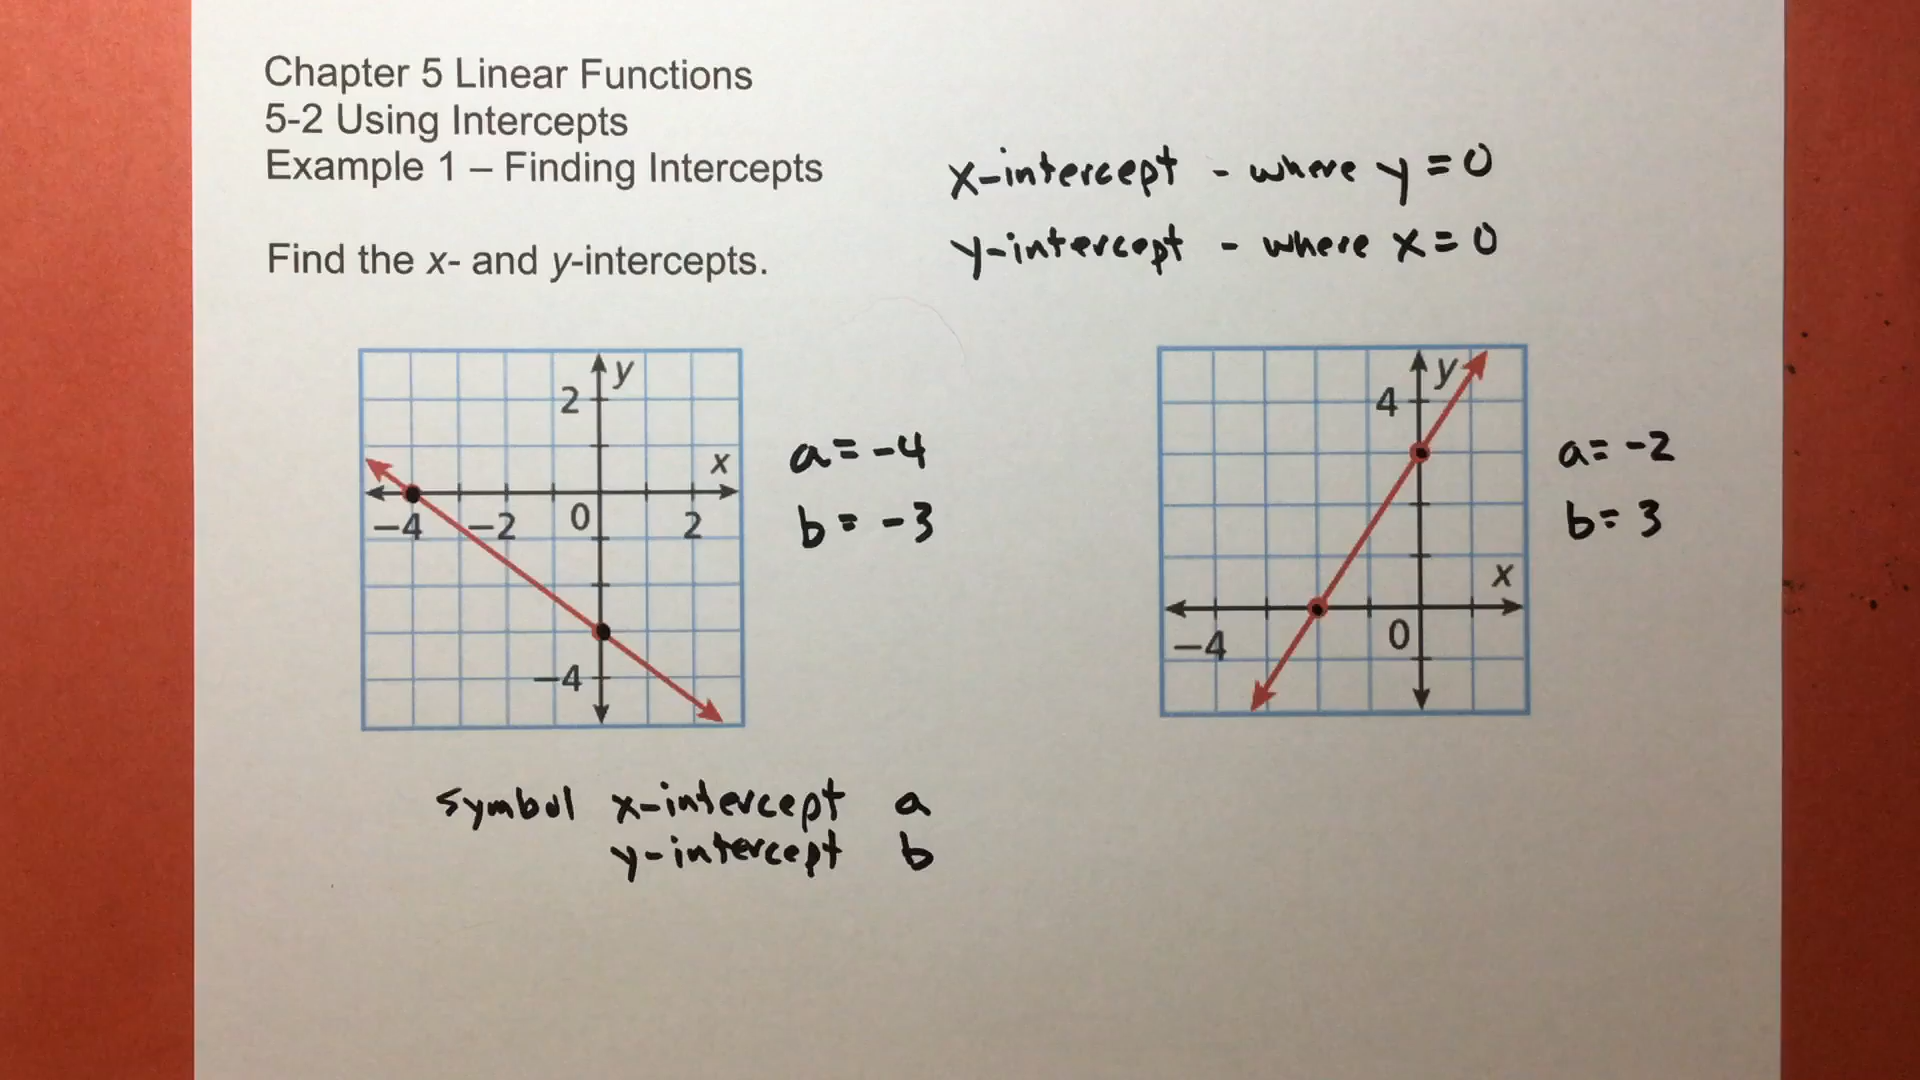 Chapter 5 Linear Functions
5-2 Using Intercepts
Example 1 – Finding Intercepts
x-intercept - where y = 0
y-intercept - where x = 0
Find the x- and y-intercepts.
y
2
x
−4 −2 0 2
−4
a = -4
b = -3
y
4
x
−4 0
a = -2
b = 3
symbol x-intercept a
y-intercept b